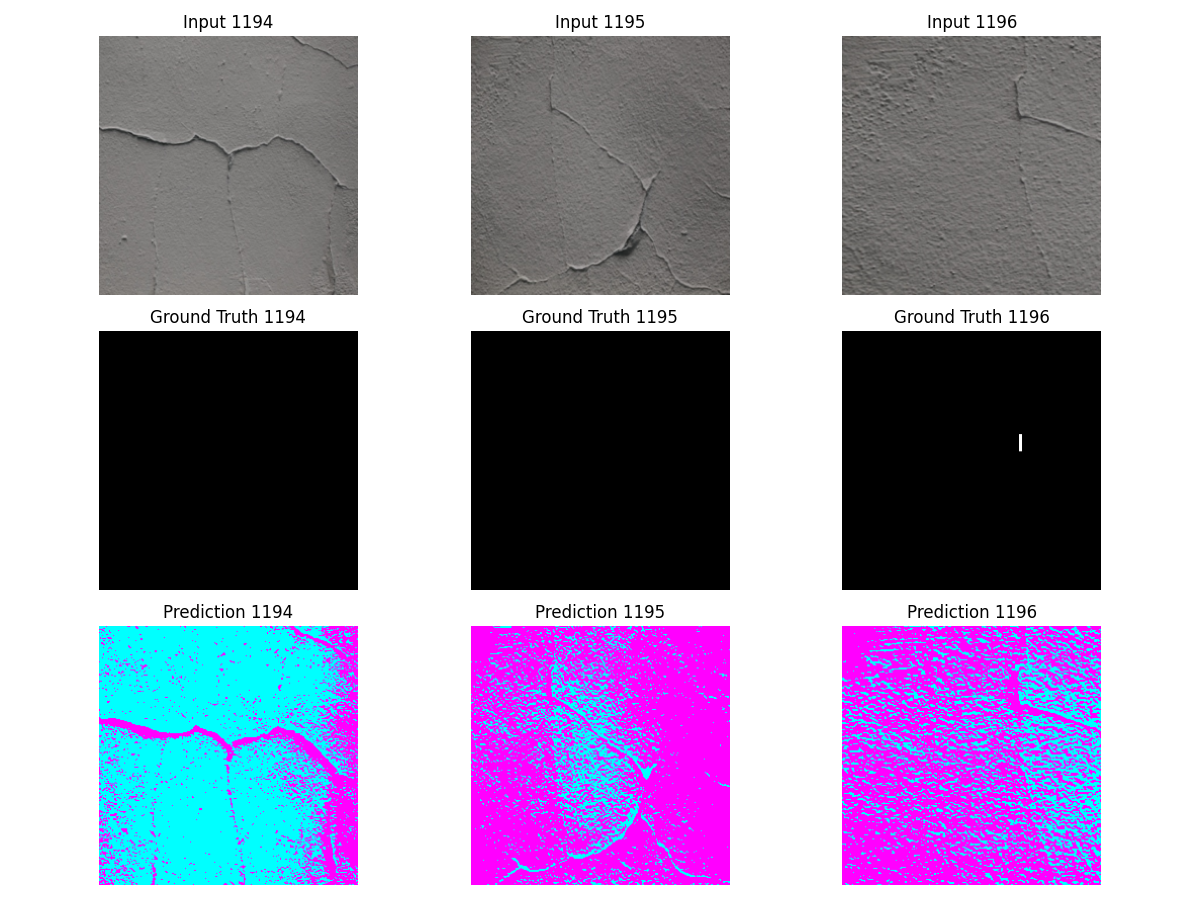 Input 1194
Input 1195
Input 1196
Ground Truth 1194
Ground Truth 1195
Ground Truth 1196
Prediction 1194
Prediction 1195
Prediction 1196